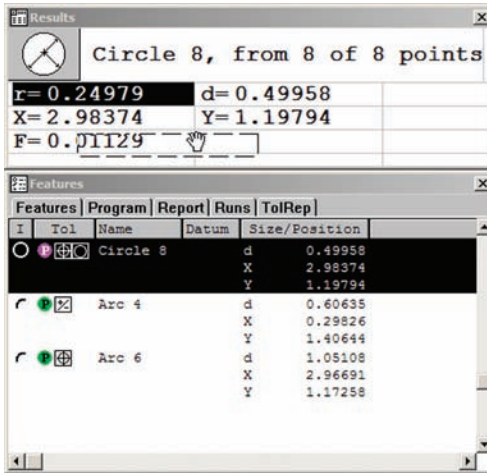 Results
Circle 8, from 8 of 8 points
r= 0.24979 d= 0.49958
X= 2.98374 Y= 1.19794
F= 0.01129
Features
Features Program Report Runs TolRep
I Tol Name Datum Size/Position
P Circle 8 d 0.49958
X 2.98374
Y 1.19794
P Arc 4 d 0.60635
X 0.29826
Y 1.40644
P Arc 6 d 1.05108
X 2.96691
Y 1.17258